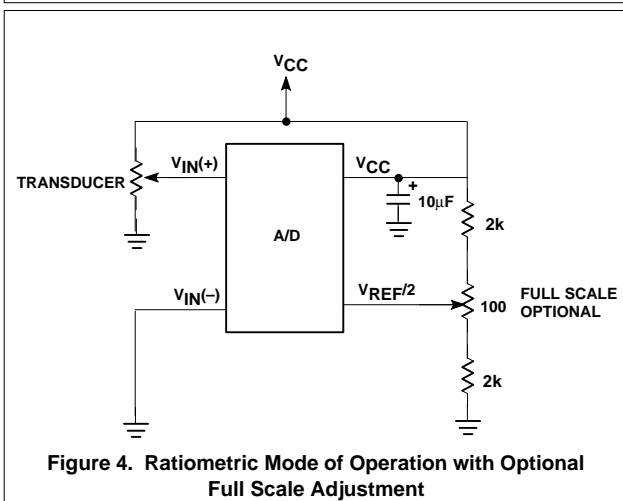 VCC
VIN(+)
VCC
TRANSDUCER
+
10μF
2k
A/D
VIN(–)
VREF/2
100
FULL SCALE
OPTIONAL
2k
Figure 4. Ratiometric Mode of Operation with Optional
Full Scale Adjustment